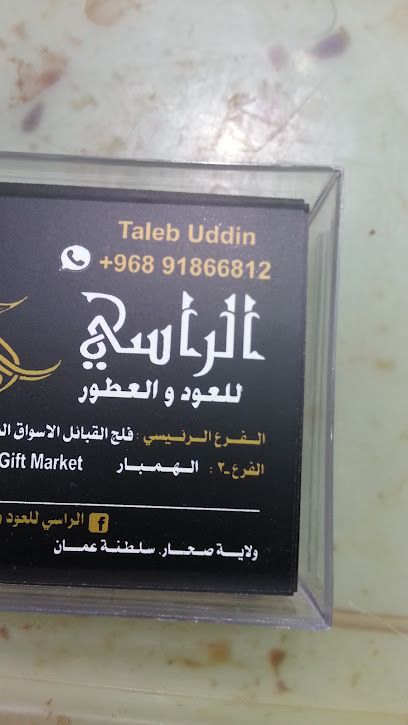 Taleb Uddin
+968 91866812
الراسي
للعود و العطور
الفرع الرئيسي : فلج القبائل الاسواق
الفرع ـ٢ : الهمبار Gift Market
الراسي للعود و
ولاية صحار. سلطنة عمان